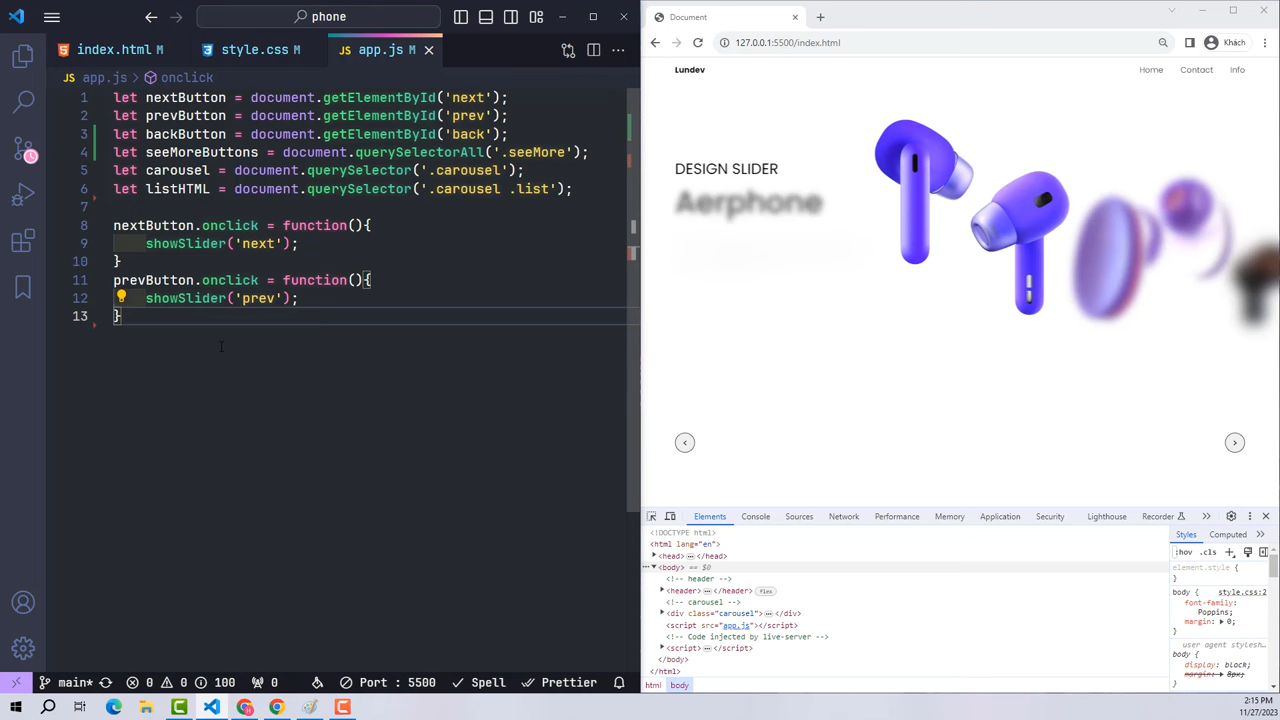 phone
index.html M
style.css M
app.js M
JS app.js > onclick
1 let nextButton = document.getElementById('next');
2 let prevButton = document.getElementById('prev');
3 let backButton = document.getElementById('back');
4 let seeMoreButtons = document.querySelectorAll('.seeMore');
5 let carousel = document.querySelector('.carousel');
6 let listHTML = document.querySelector('.carousel .list');
7
8 nextButton.onclick = function(){
9 showSlider('next');
10 }
11 prevButton.onclick = function(){
12 showSlider('prev');
13 }
main*
0
0
100
0
Port : 5500
Spell
Prettier
Document
127.0.0.1:5500/index.html
Khách
Lundev
Home
Contact
Info
DESIGN SLIDER
Aerphone
Elements
Console
Sources
Network
Performance
Memory
Application
Security
Lighthouse
Recorder
<!DOCTYPE html>
<html lang="en">
<head> </head>
<body> == $0
<!-- header -->
<header> </header> flex
<!-- carousel -->
<div class="carousel"> </div>
<script src="app.js"></script>
<!-- Code injected by live-server -->
<script> </script>
</body>
</html>
html
body
Styles
Computed
:hov .cls
element.style {
}
body { style.css:2
font-family:
Poppins;
margin: 0;
}
user agent stylesh…
body {
display: block;
margin: 8px;
2:15 PM
11/27/2023